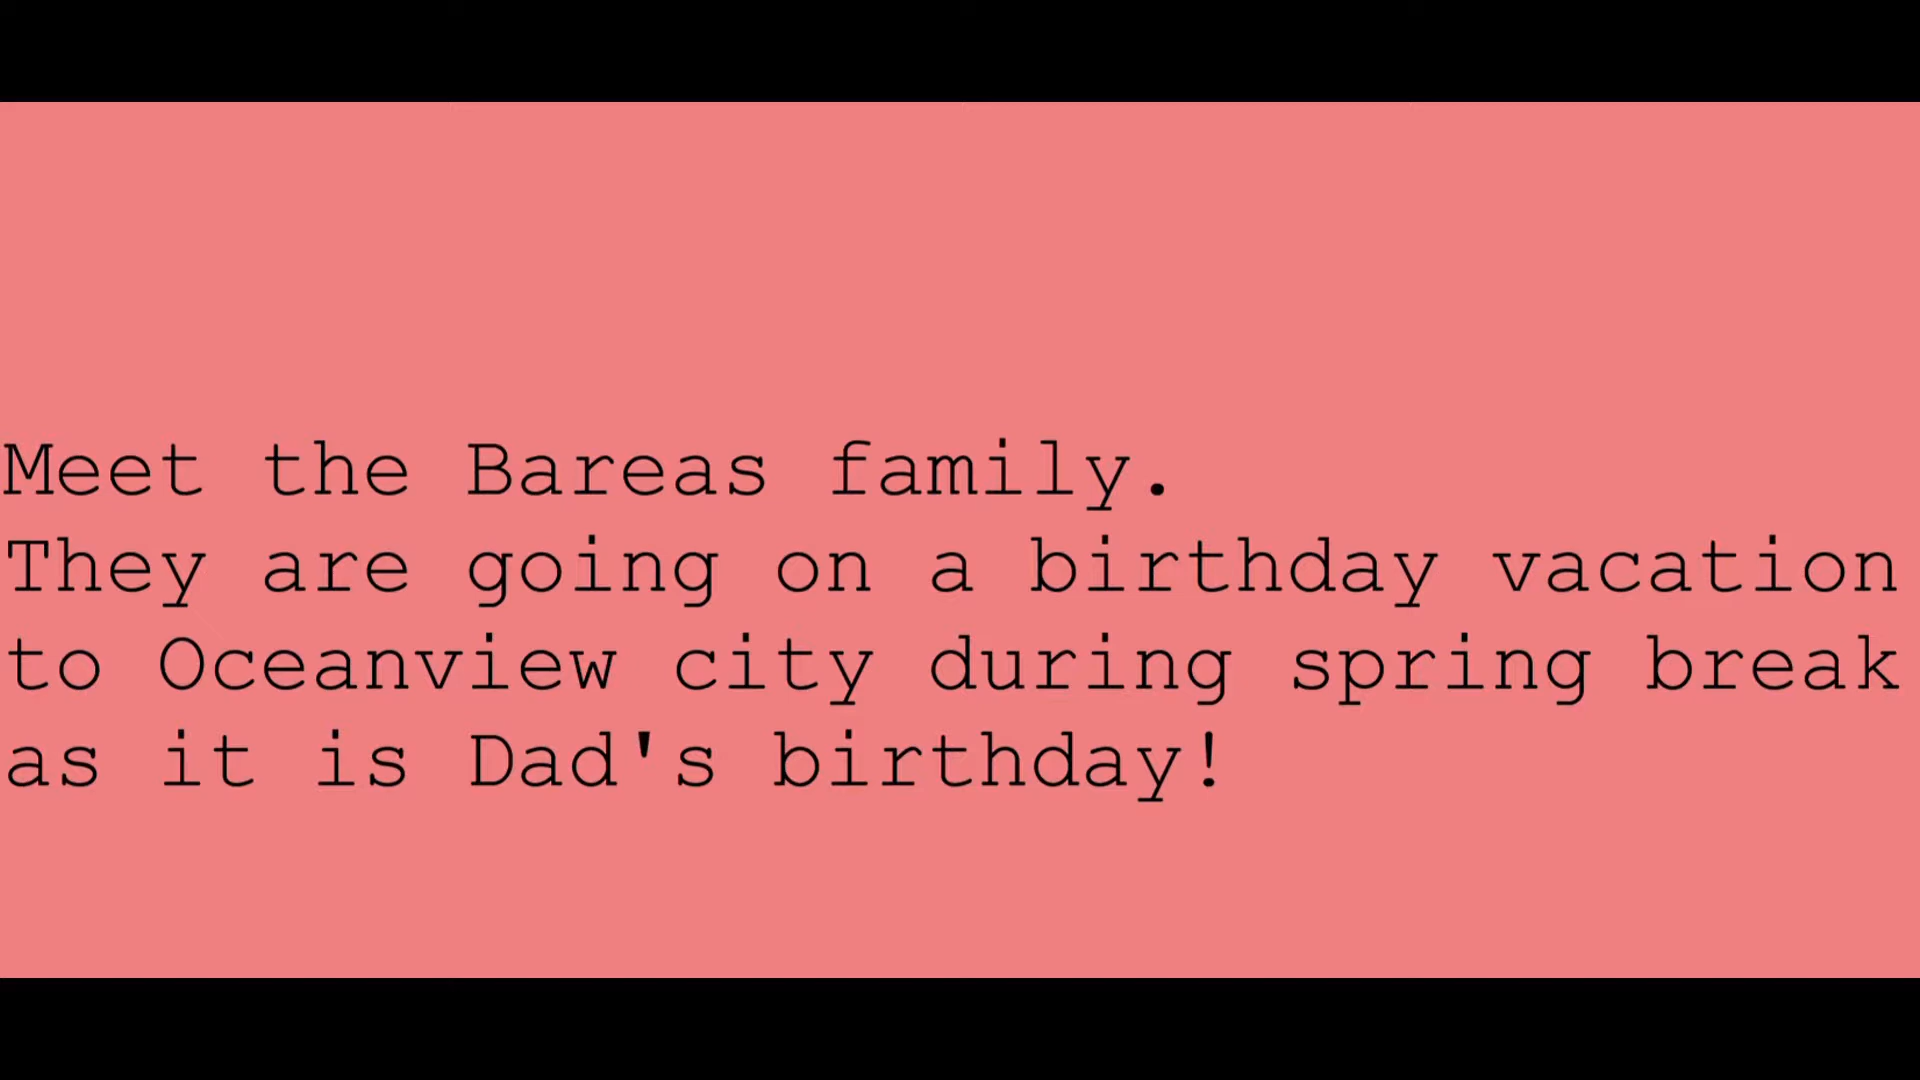 Meet the Bareas family.
They are going on a birthday vacation
to Oceanview city during spring break
as it is Dad's birthday!